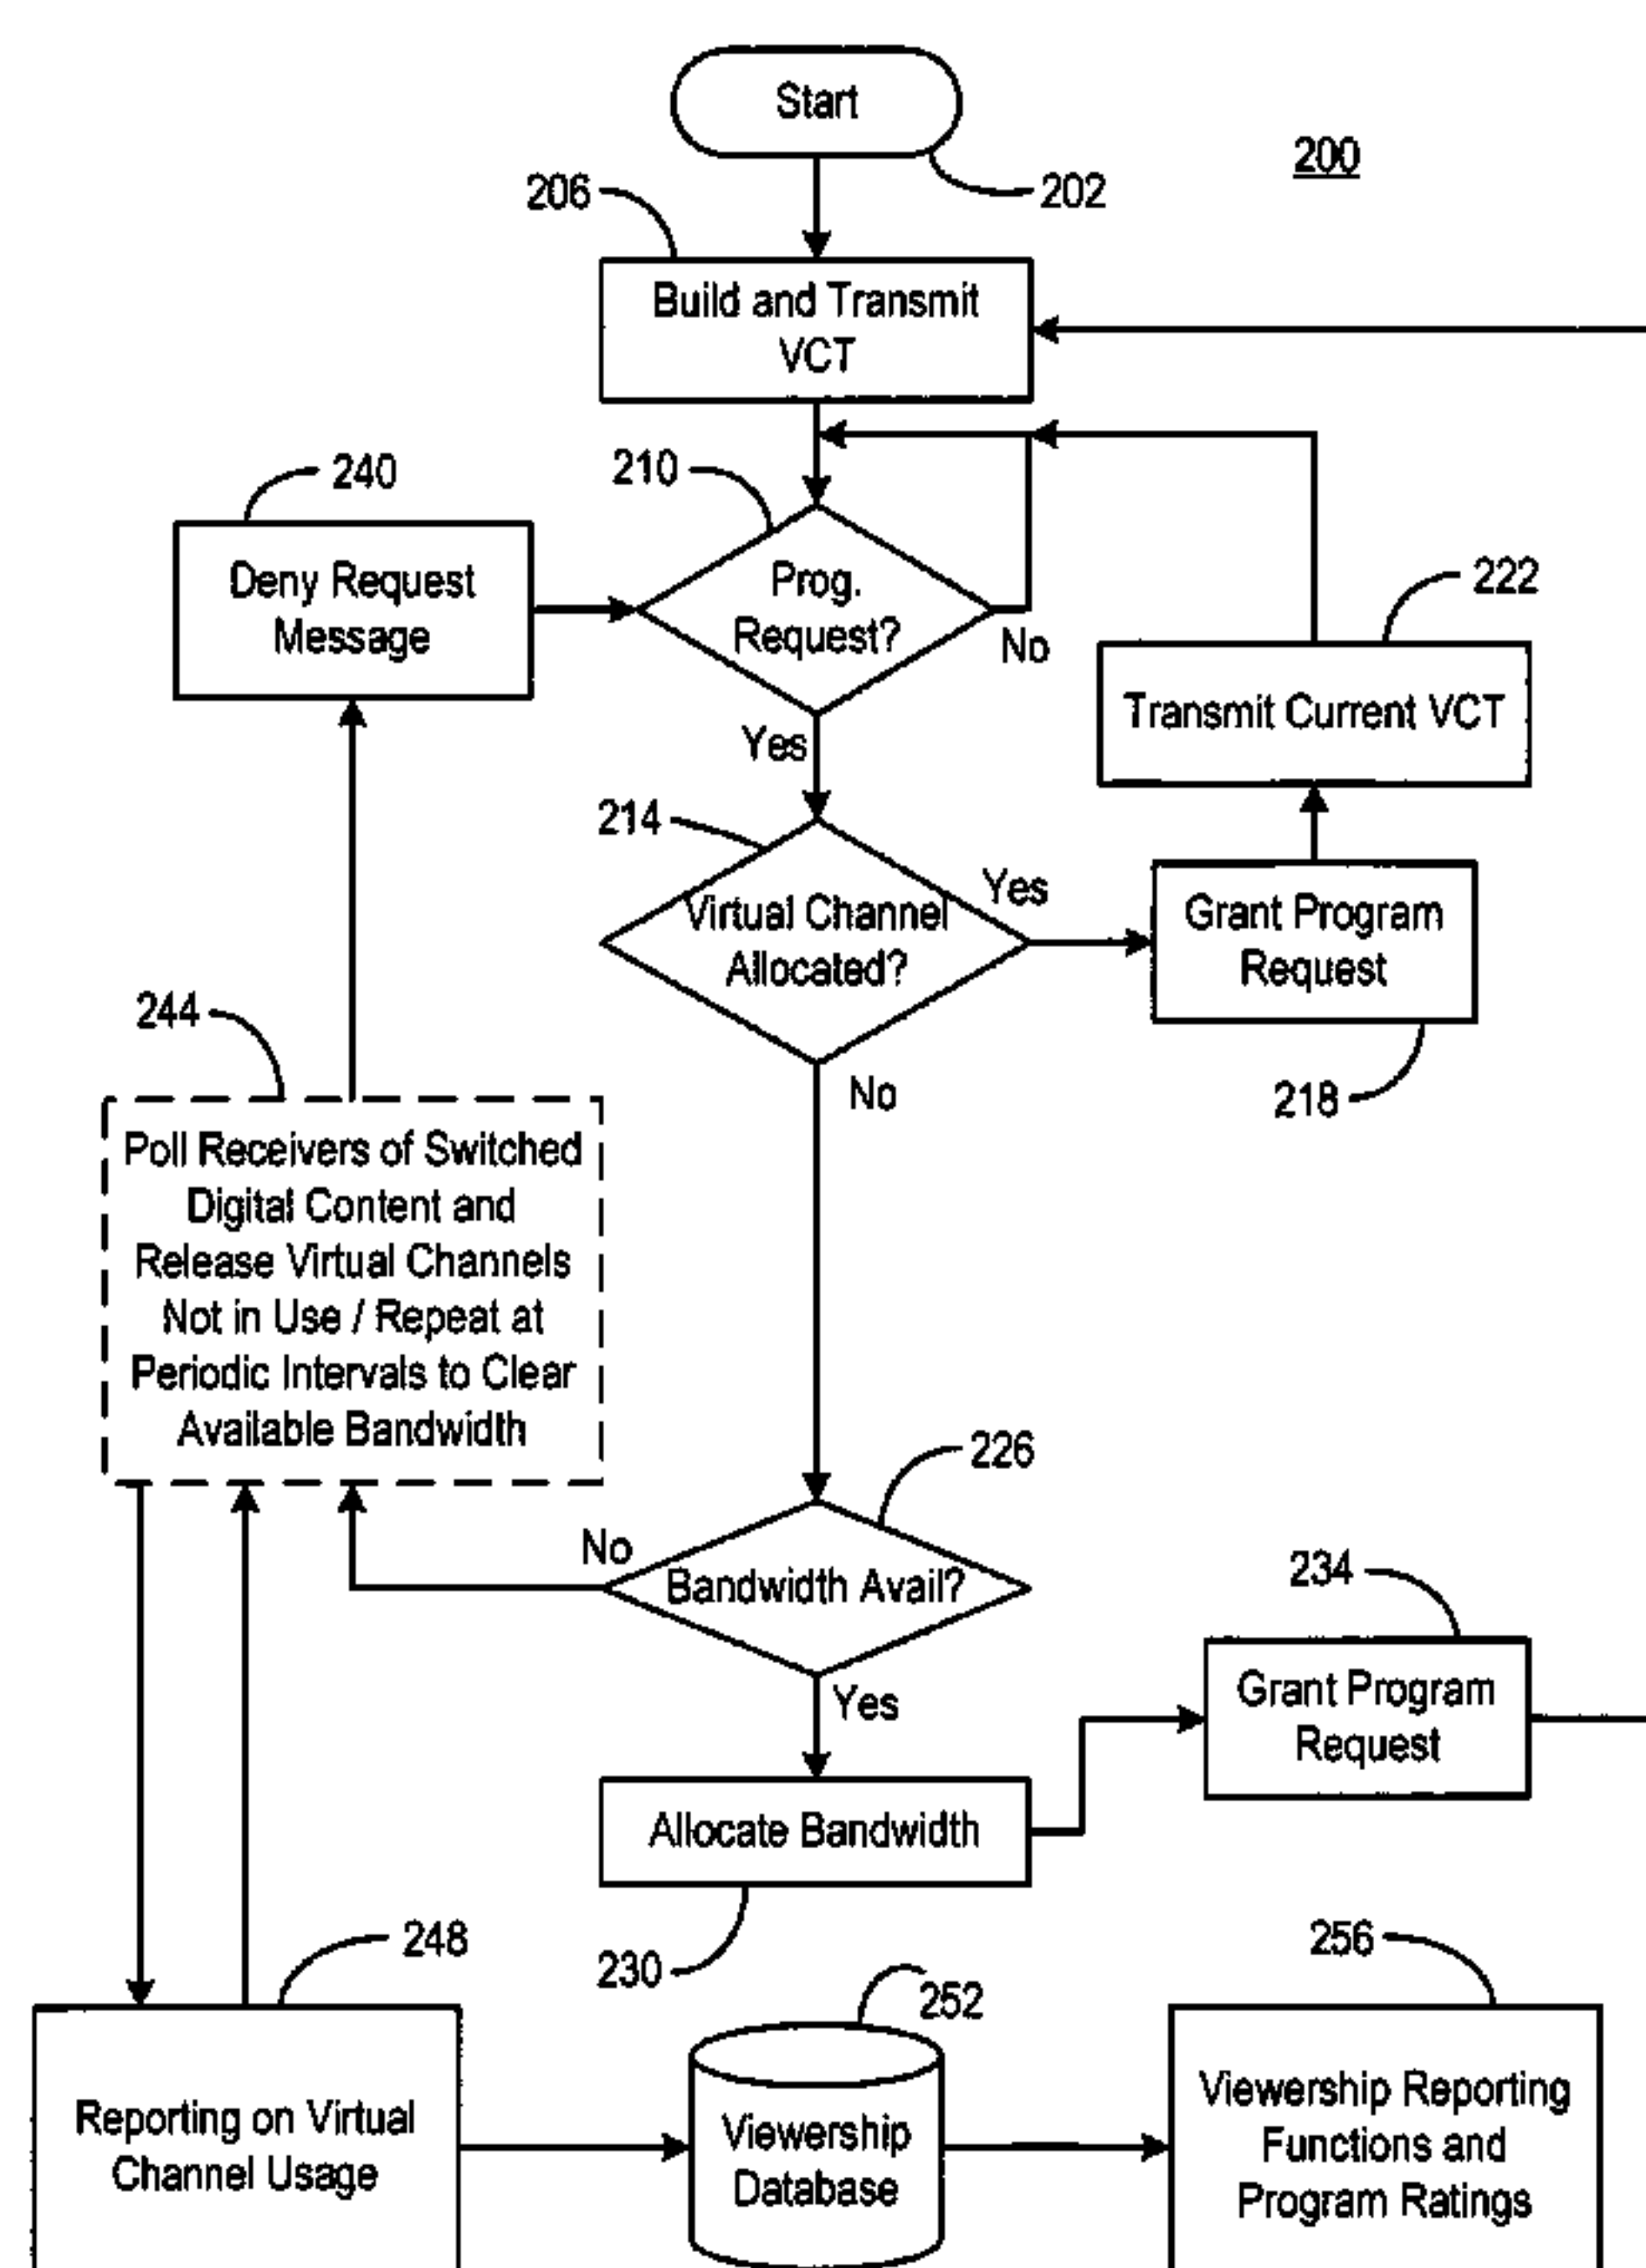 Start
200
202
206
Build and Transmit
VCT
240
210
Deny Request
Message
Prog.
Request?
No
222
Transmit Current VCT
Yes
214
Virtual Channel
Allocated?
Yes
Grant Program
Request
218
No
244
Poll Receivers of Switched
Digital Content and
Release Virtual Channels
Not in Use / Repeat at
Periodic Intervals to Clear
Available Bandwidth
226
No
Bandwidth Avail?
234
Grant Program
Request
Yes
Allocate Bandwidth
230
248
252
256
Reporting on Virtual
Channel Usage
Viewership
Database
Viewership Reporting
Functions and
Program Ratings